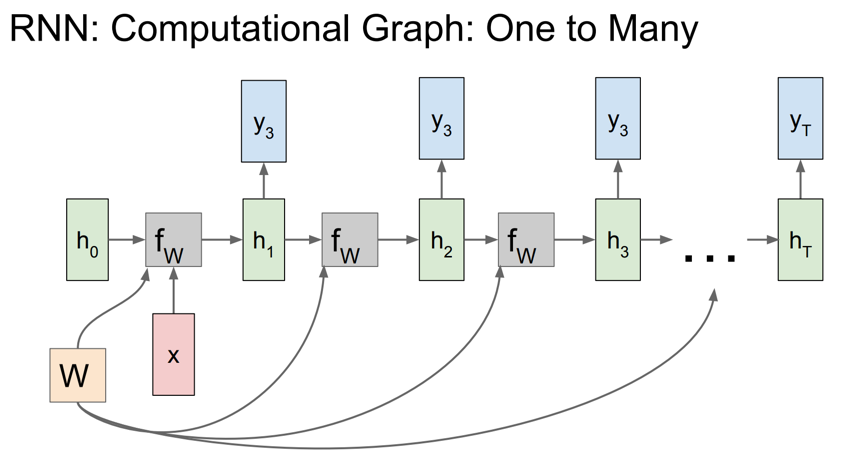 RNN: Computational Graph: One to Many
y3 y3 y3 yT
h0 fW h1 fW h2 fW h3 ... hT
x
W